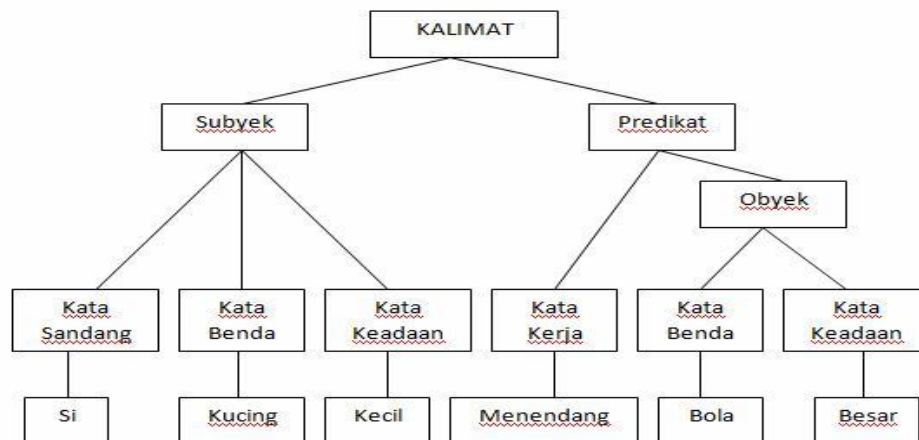 KALIMAT
Subyek
Predikat
Obyek
Kata
Sandang
Kata
Benda
Kata
Keadaan
Kata
Kerja
Kata
Benda
Kata
Keadaan
Si
Kucing
Kecil
Menendang
Bola
Besar